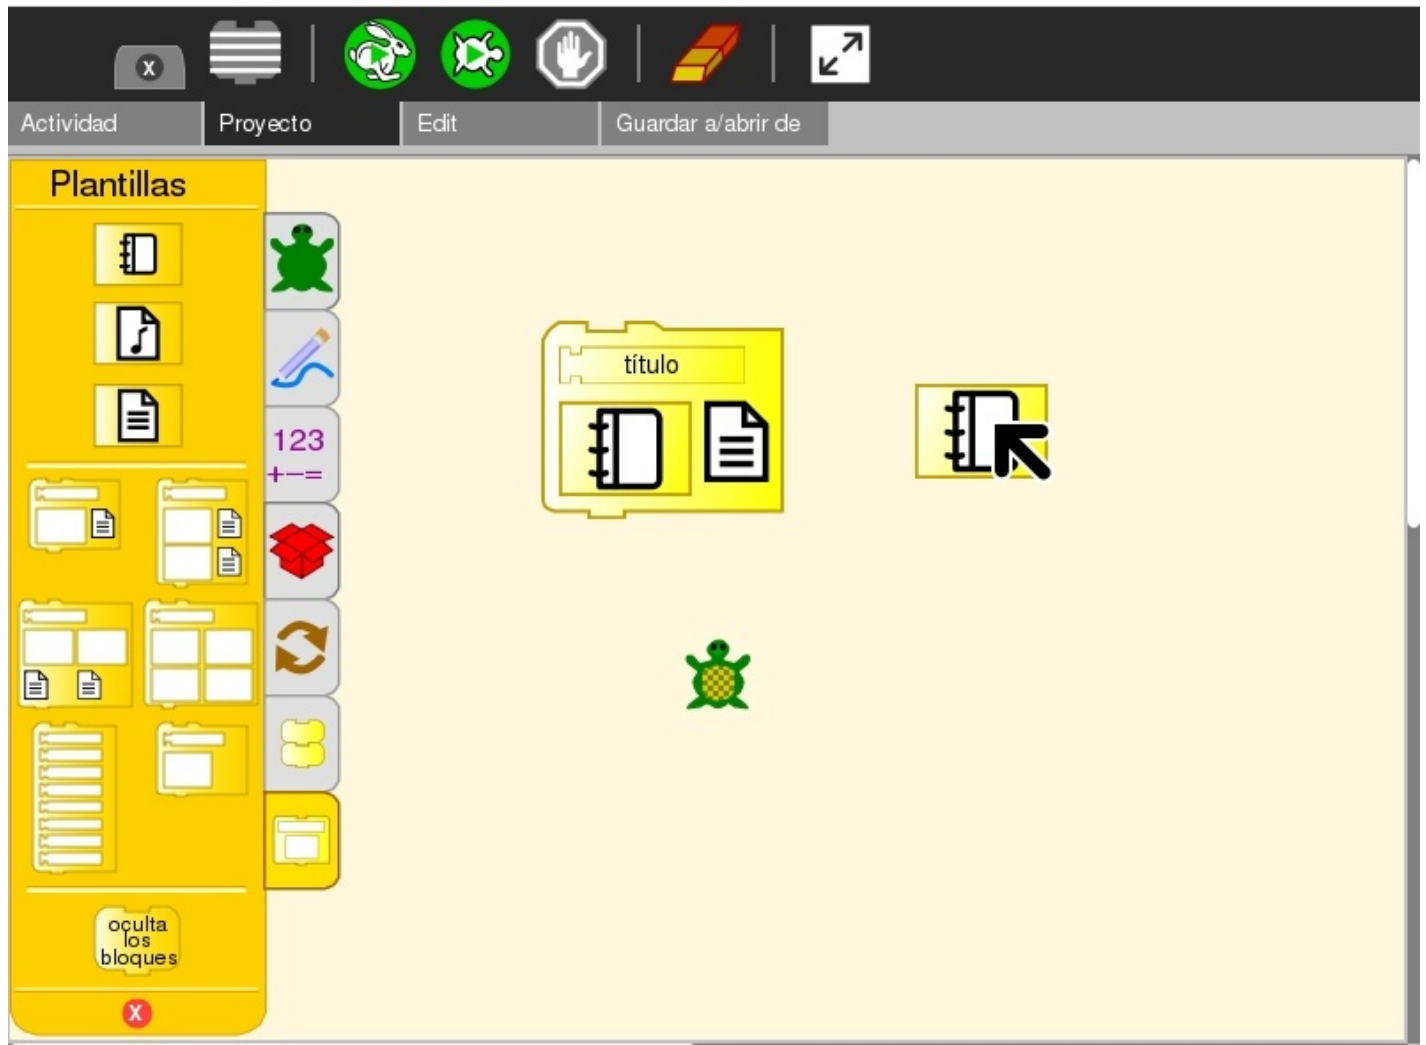 X
Actividad
Proyecto
Edit
Guardar a/abrir de
Plantillas
123
+−=
título
oculta
los
bloques
X